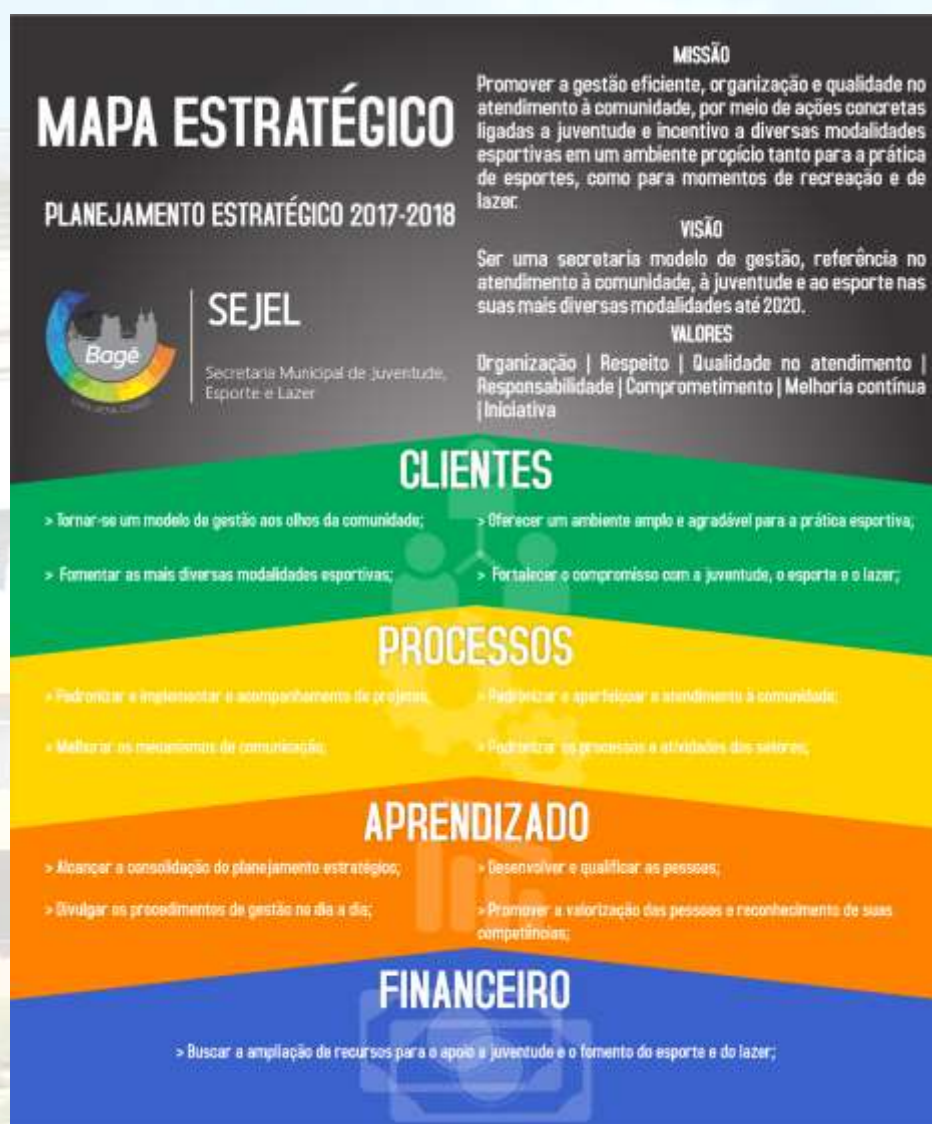 MAPA ESTRATÉGICO
PLANEJAMENTO ESTRATÉGICO 2017-2018
Bagé
SEJEL
Secretaria Municipal de Juventude,
Esporte e Lazer
MISSÃO
Promover a gestão eficiente, organização e qualidade no
atendimento à comunidade, por meio de ações concretas
ligadas a juventude e incentivo a diversas modalidades
esportivas em um ambiente propício tanto para a prática
de esportes, como para momentos de recreação e de
lazer.
VISÃO
Ser uma secretaria modelo de gestão, referência no
atendimento à comunidade, à juventude e ao esporte nas
suas mais diversas modalidades até 2020.
VALORES
Organização | Respeito | Qualidade no atendimento |
Responsabilidade | Comprometimento | Melhoria contínua
| Iniciativa
CLIENTES
> Tornar-se um modelo de gestão aos olhos da comunidade;
> Oferecer um ambiente amplo e agradável para a prática esportiva;
> Fomentar as mais diversas modalidades esportivas;
> Fortalecer o compromisso com a juventude, o esporte e o lazer;
PROCESSOS
> Padronizar e implementar o acompanhamento de projetos;
> Padronizar e aperfeiçoar o atendimento a comunidade;
> Melhorar os mecanismos de comunicação;
> Padronizar os processos e atividades dos setores;
APRENDIZADO
> Alcançar a consolidação do planejamento estratégico;
> Desenvolver e qualificar as pessoas;
> Divulgar os procedimentos de gestão no dia a dia;
> Promover a valorização das pessoas e reconhecimento de suas
competências;
FINANCEIRO
> Buscar a ampliação de recursos para o apoio a juventude e o fomento do esporte e do lazer;